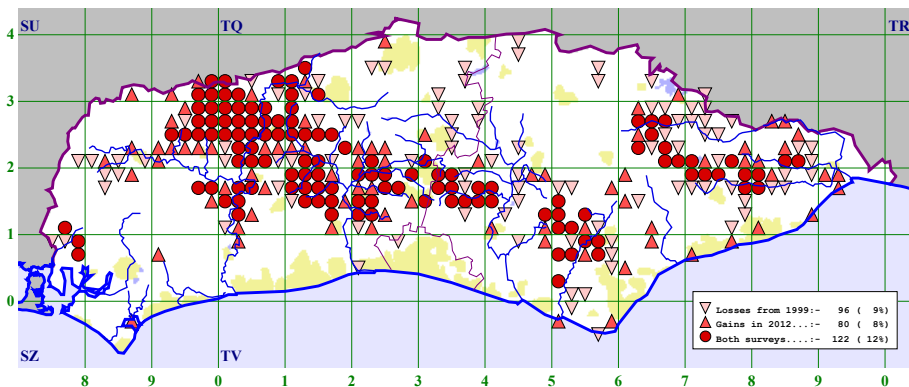 SU TQ TR
4
3
2
1
0
Losses from 1999:- 96 ( 9%)
Gains in 2012...:- 80 ( 8%)
Both surveys....:- 122 ( 12%)
SZ TV
8 9 0 1 2 3 4 5 6 7 8 9 0